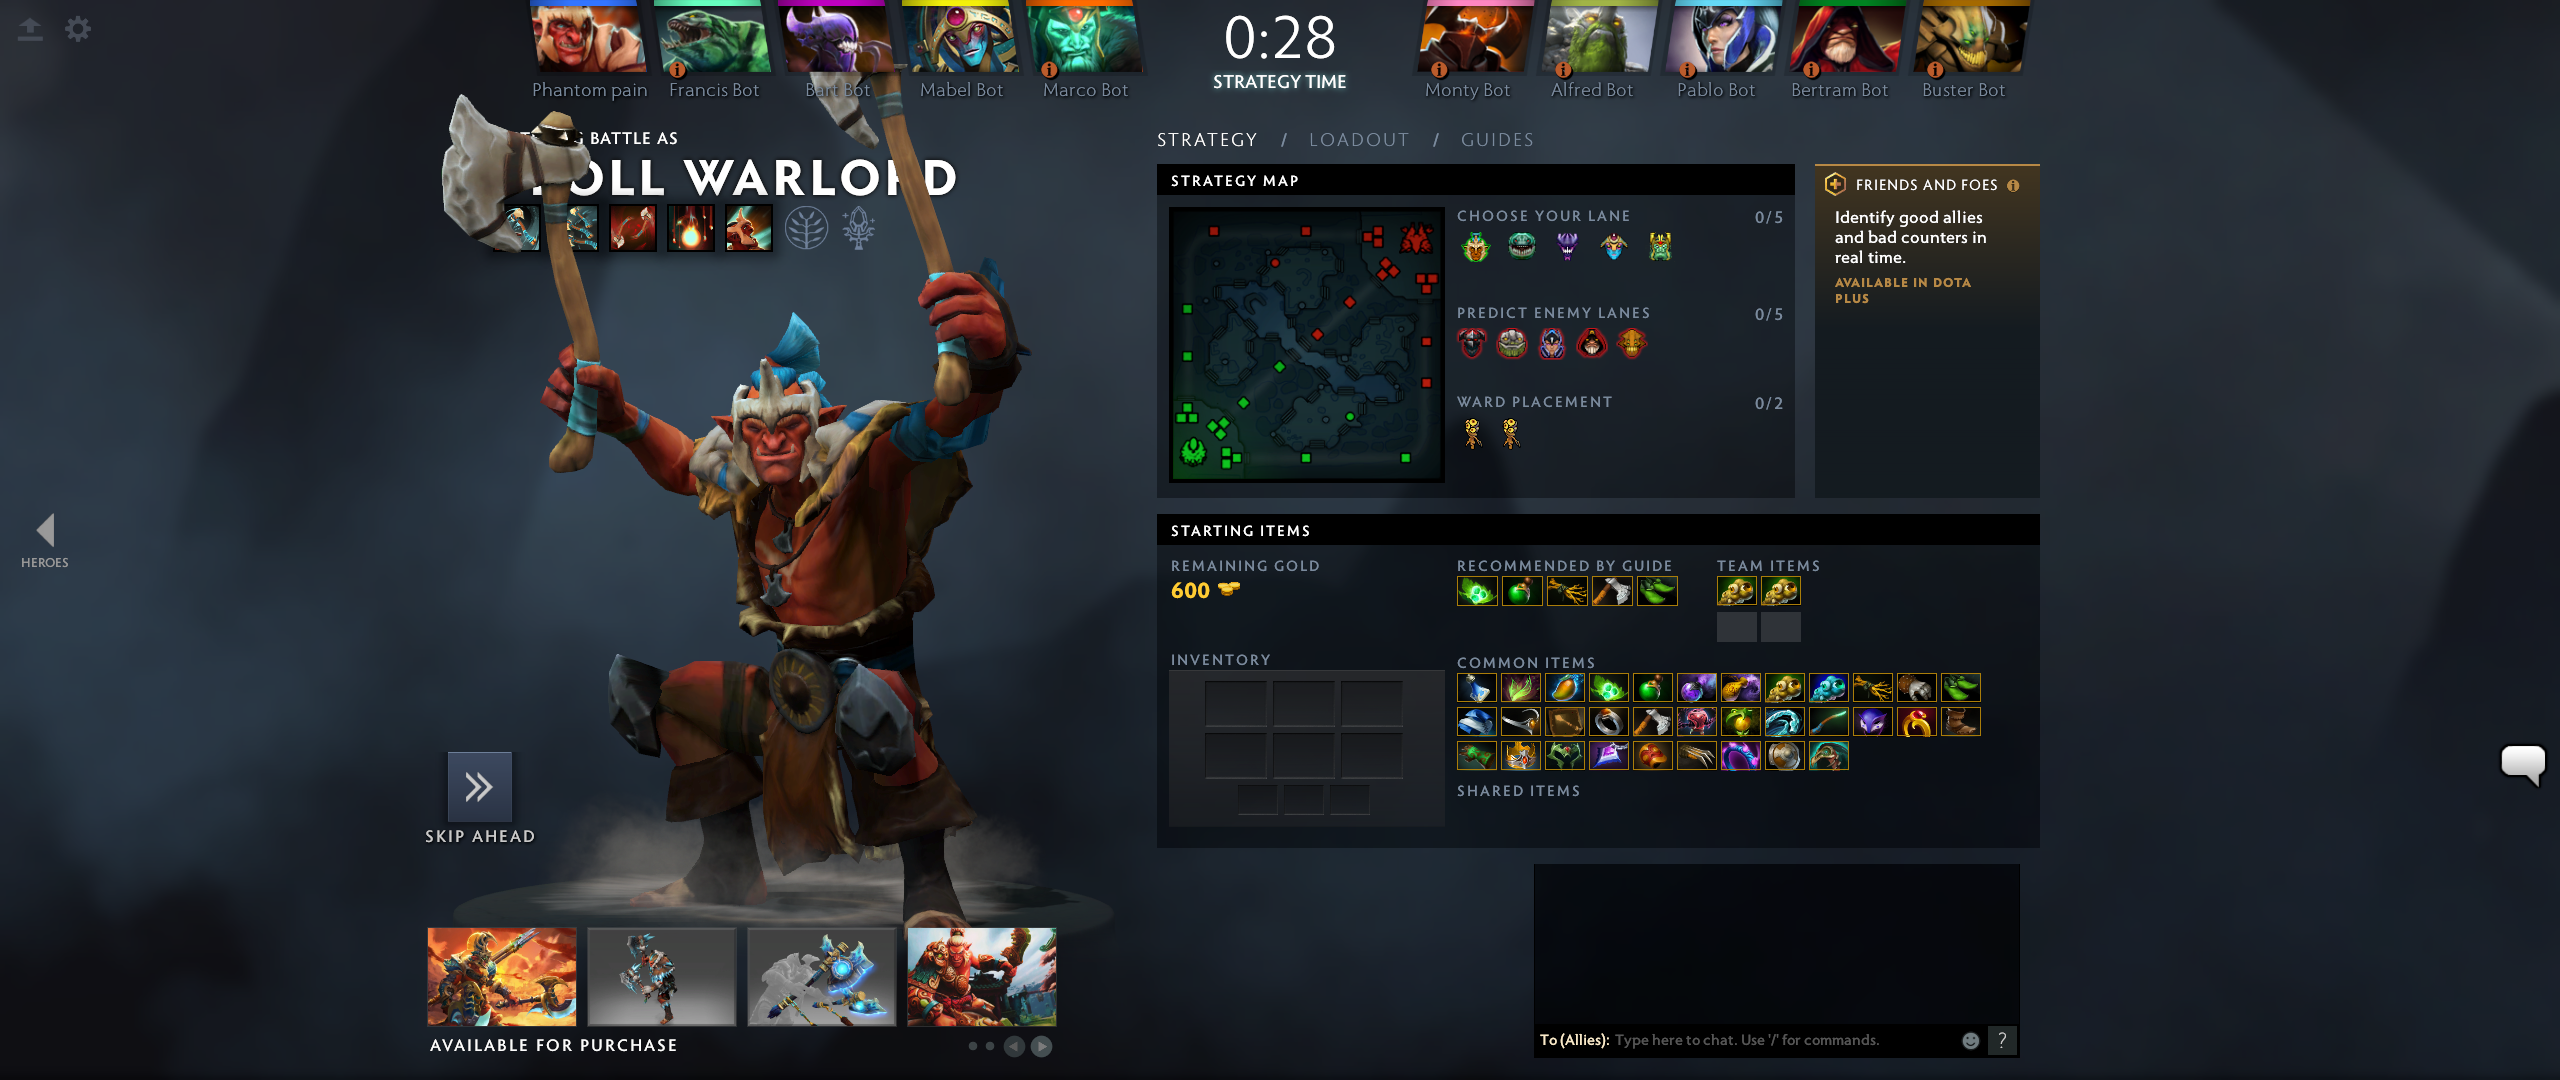 0:28
STRATEGY TIME
Phantom pain
Francis Bot
Bart Bot
Mabel Bot
Marco Bot
Monty Bot
Alfred Bot
Pablo Bot
Bertram Bot
Buster Bot
BATTLE AS
OLL WARLORD
STRATEGY / LOADOUT / GUIDES
STRATEGY MAP
CHOOSE YOUR LANE 0/5
PREDICT ENEMY LANES 0/5
WARD PLACEMENT 0/2
FRIENDS AND FOES
Identify good allies
and bad counters in
real time.
AVAILABLE IN DOTA
PLUS
HEROES
STARTING ITEMS
REMAINING GOLD
600
RECOMMENDED BY GUIDE
TEAM ITEMS
INVENTORY
COMMON ITEMS
SHARED ITEMS
SKIP AHEAD
AVAILABLE FOR PURCHASE
To (Allies): Type here to chat. Use '/' for commands.
?